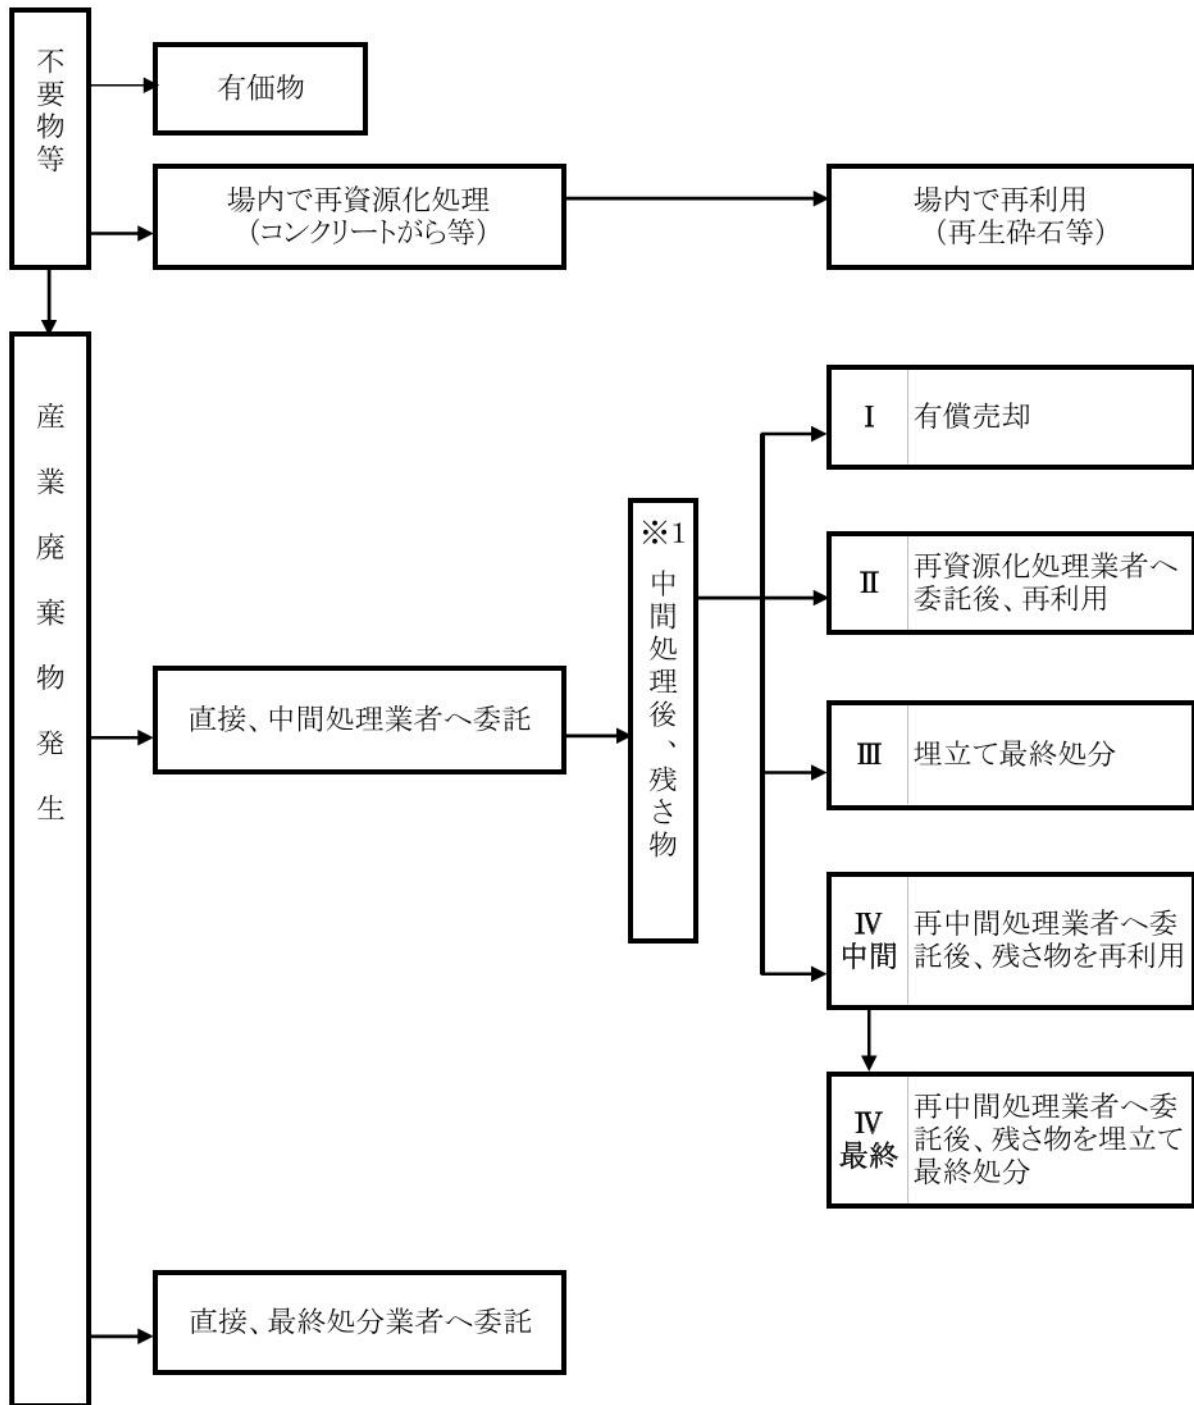 不要物等
有価物
場内で再資源化処理
（コンクリートがら等）
場内で再利用
（再生砕石等）
産業廃棄物発生
直接、中間処理業者へ委託
※1
中間処理後、残さ物
Ⅰ
有償売却
Ⅱ
再資源化処理業者へ
委託後、再利用
Ⅲ
埋立て最終処分
Ⅳ
中間
再中間処理業者へ委
託後、残さ物を再利用
Ⅳ
最終
再中間処理業者へ委
託後、残さ物を埋立て
最終処分
直接、最終処分業者へ委託